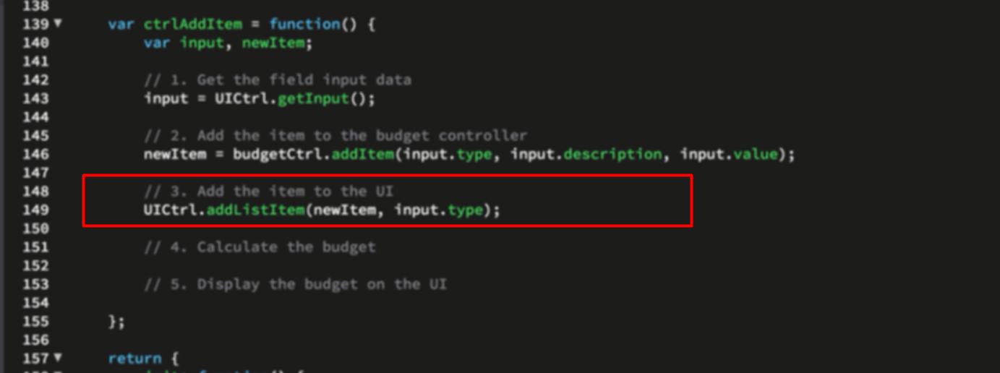 138
139 ▼ var ctrlAddItem = function() {
140 var input, newItem;
141
142 // 1. Get the field input data
143 input = UICtrl.getInput();
144
145 // 2. Add the item to the budget controller
146 newItem = budgetCtrl.addItem(input.type, input.description, input.value);
147
148 // 3. Add the item to the UI
149 UICtrl.addListItem(newItem, input.type);
150
151 // 4. Calculate the budget
152
153 // 5. Display the budget on the UI
154
155 };
156
157 ▼ return {